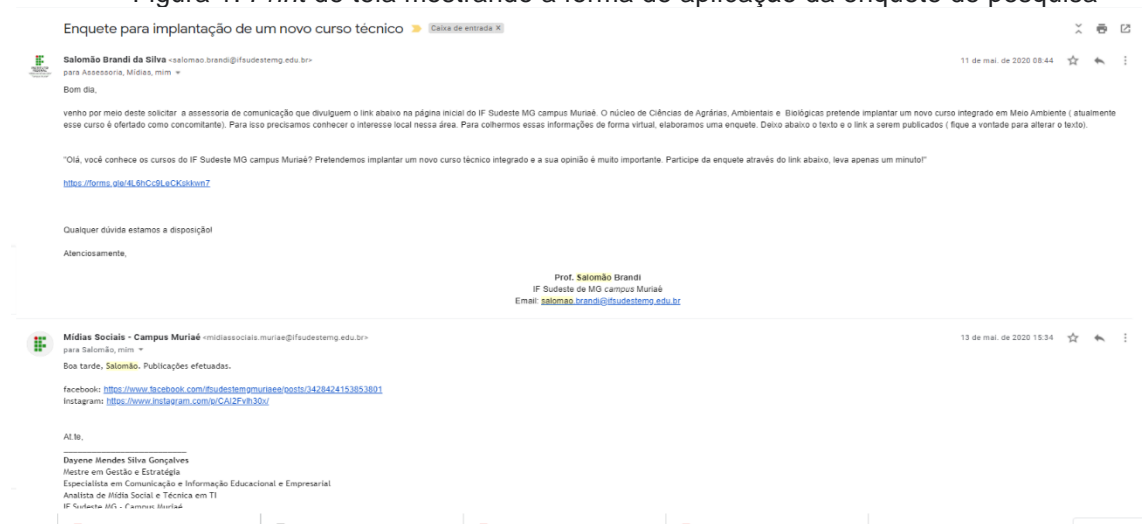 Figura 1. Print de tela mostrando a forma de aplicação da enquete de pesquisa
Enquete para implantação de um novo curso técnico Caixa de entrada X
Salomão Brandi da Silva <salomao.brandi@ifsudestemg.edu.br>
11 de mai. de 2020 08:44
para Assessoria, Mídias, mim
Bom dia,
venho por meio deste solicitar a assessoria de comunicação que divulguem o link abaixo na página inicial do IF Sudeste MG campus Muriaé. O núcleo de Ciências de Agrárias, Ambientais e Biológicas pretende implantar um novo curso integrado em Meio Ambiente ( atualmente
esse curso é ofertado como concomitante). Para isso precisamos conhecer o interesse local nessa área. Para colhermos essas informações de forma virtual, elaboramos uma enquete. Deixo abaixo o texto e o link a serem publicados ( fique a vontade para alterar o texto).
"Olá, você conhece os cursos do IF Sudeste MG campus Muriaé? Pretendemos implantar um novo curso técnico integrado e a sua opinião é muito importante. Participe da enquete através do link abaixo, leva apenas um minuto!"
https://forms.gle/4L6hCc9LeCKskkwn7
Qualquer dúvida estamos a disposição!
Atenciosamente,
Prof. Salomão Brandi
IF Sudeste de MG campus Muriaé
Email: salomao.brandi@ifsudestemg.edu.br
Mídias Sociais - Campus Muriaé <midiassociais.muriae@ifsudestemg.edu.br>
13 de mai. de 2020 15:34
para Salomão, mim
Boa tarde, Salomão. Publicações efetuadas.
facebook: https://www.facebook.com/ifsudestemgmuriaee/posts/3428424153853801
Instagram: https://www.instagram.com/p/CAI2Fvlh30x/
At.te,
Dayene Mendes Silva Gonçalves
Mestre em Gestão e Estratégia
Especialista em Comunicação e Informação Educacional e Empresarial
Analista de Mídia Social e Técnica em TI
IF Sudeste MG - Campus Muriaé